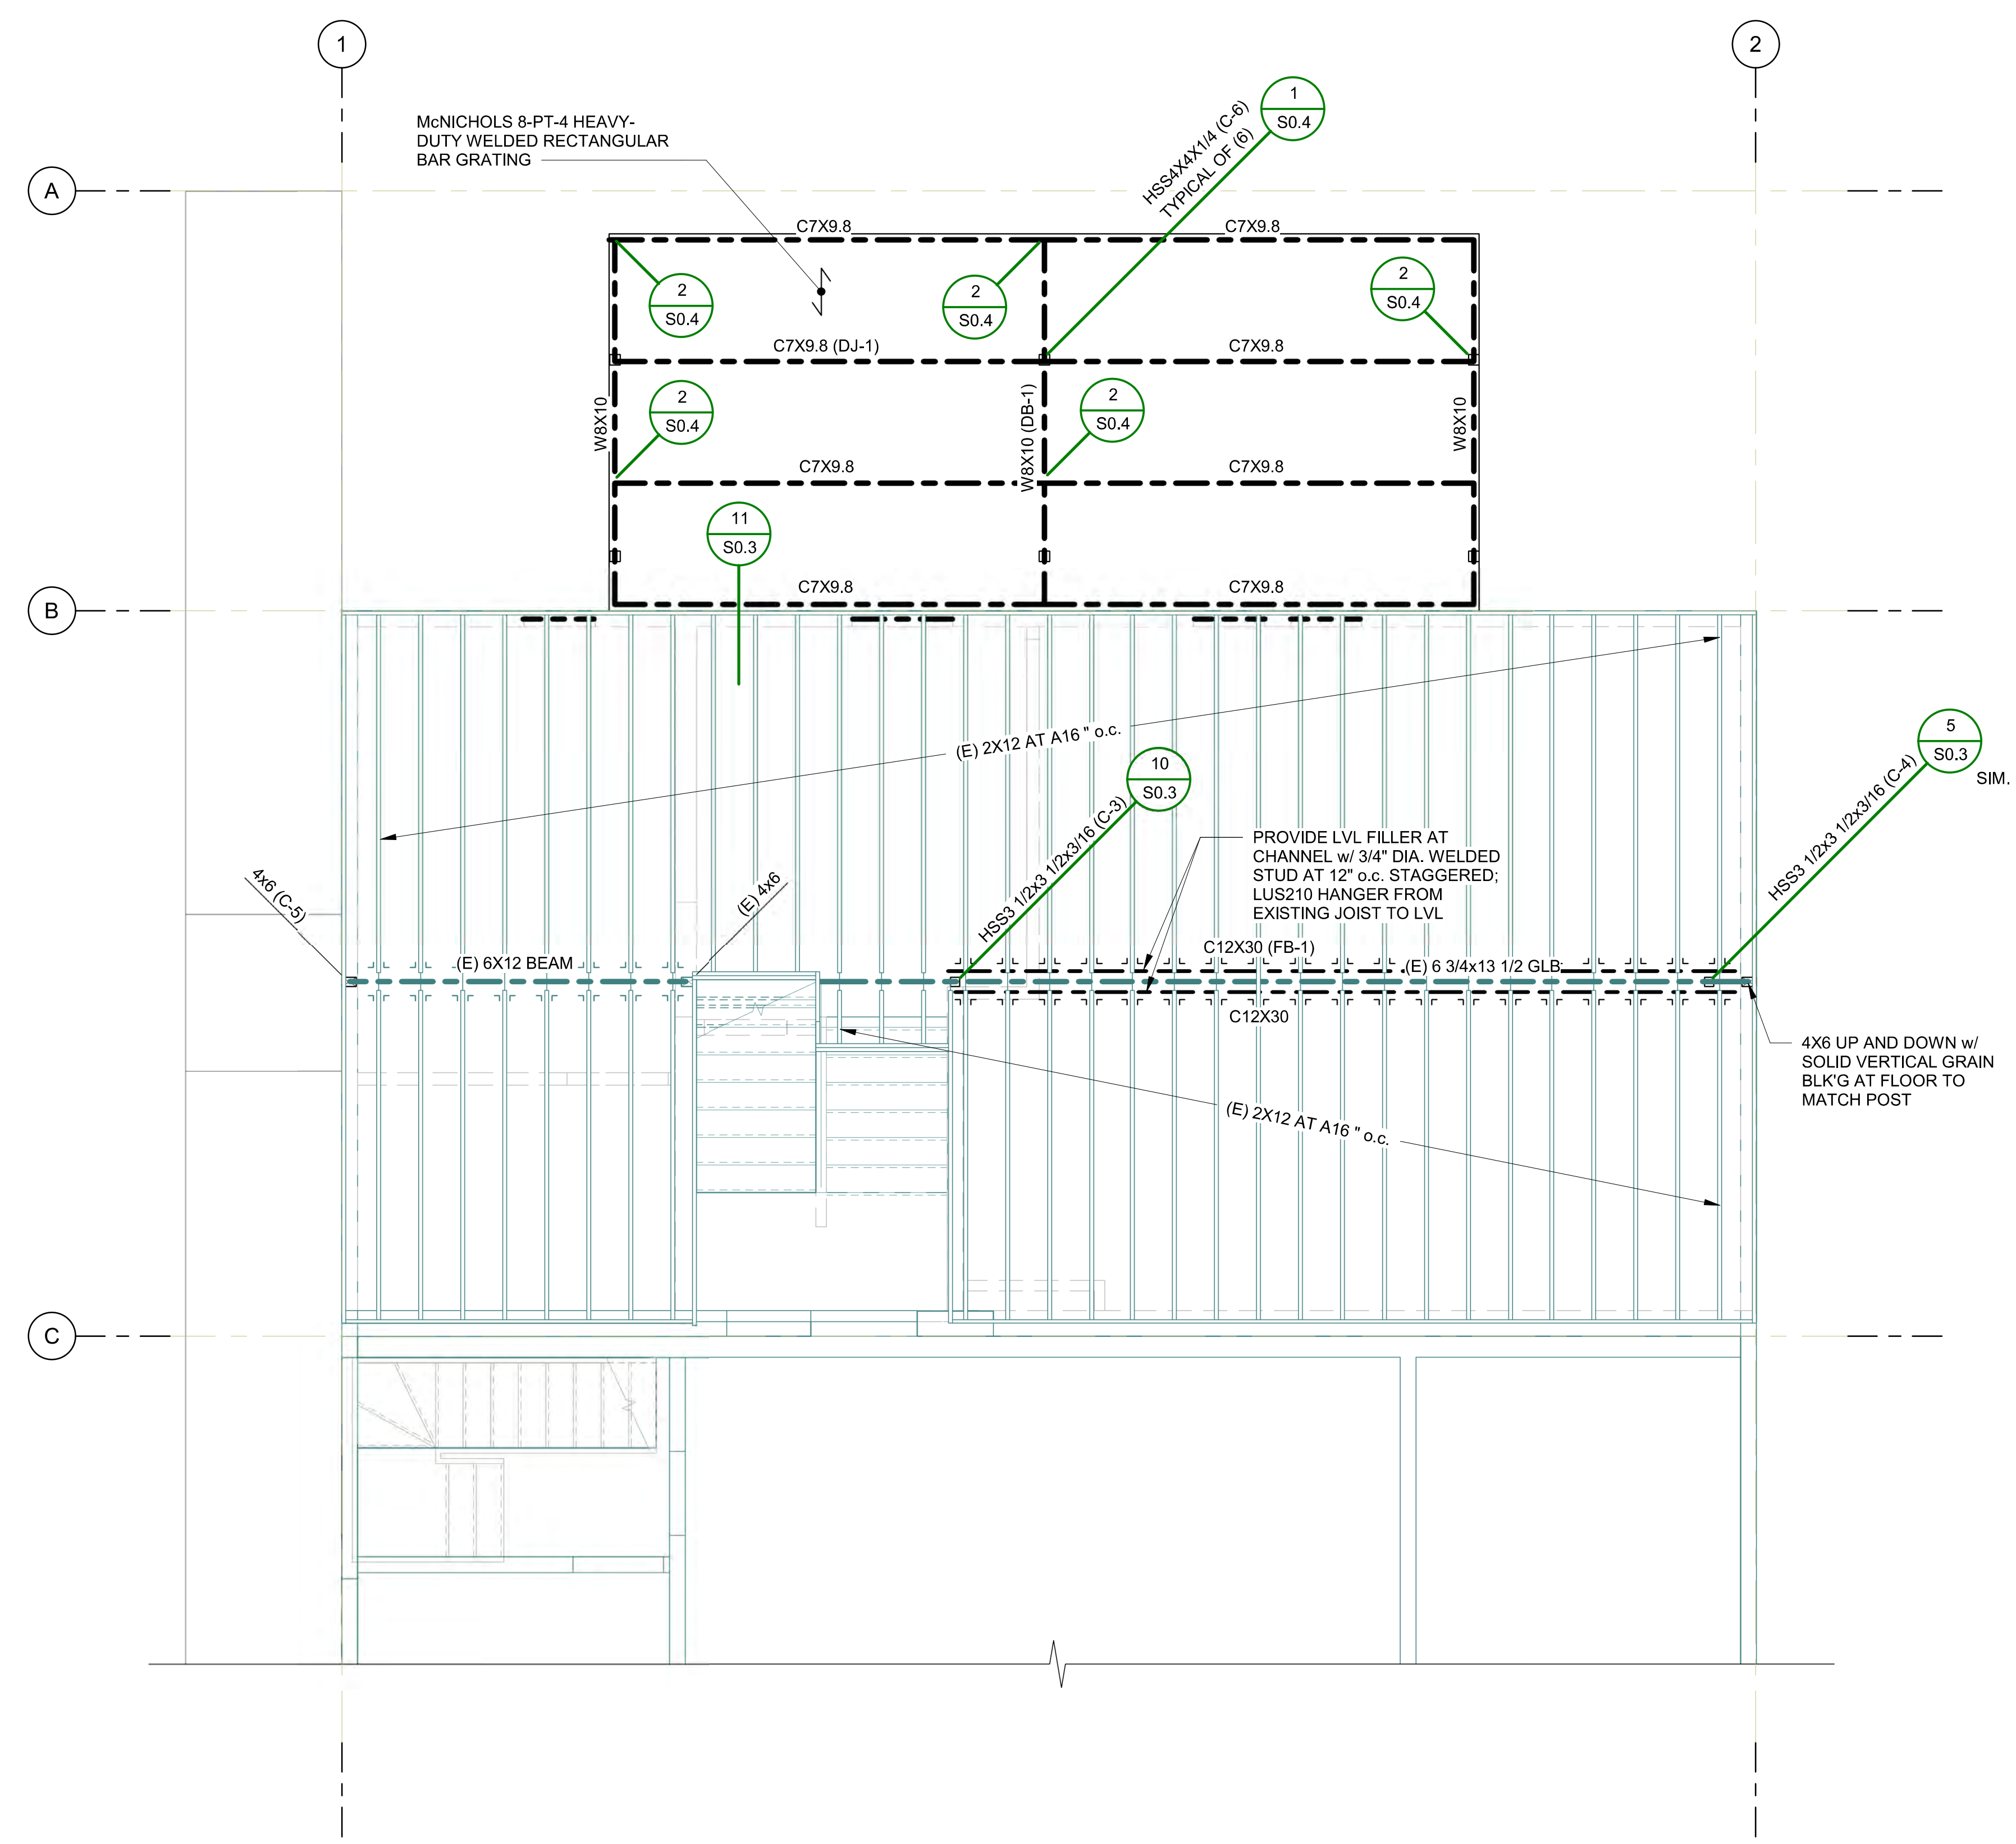 1
2
McNICHOLS 8-PT-4 HEAVY-
DUTY WELDED RECTANGULAR
BAR GRATING
HSS4X4X1/4 (C-6)
TYPICAL OF (6)
1
S0.4
A
C7X9.8
C7X9.8
2
S0.4
2
S0.4
2
S0.4
C7X9.8 (DJ-1)
C7X9.8
W8X10
2
S0.4
W8X10 (DB-1)
2
S0.4
W8X10
C7X9.8
C7X9.8
11
S0.3
C7X9.8
C7X9.8
B
(E) 2X12 AT A16 " o.c.
10
S0.3
HSS3 1/2x3 1/2x3/16 (C-3)
5
S0.3
SIM.
HSS3 1/2x3 1/2x3/16 (C-4)
PROVIDE LVL FILLER AT
CHANNEL w/ 3/4" DIA. WELDED
STUD AT 12" o.c. STAGGERED;
LUS210 HANGER FROM
EXISTING JOIST TO LVL
4x6 (C-5)
(E) 4x6
(E) 6X12 BEAM
C12X30 (FB-1)
(E) 6 3/4x13 1/2 GLB
C12X30
4X6 UP AND DOWN w/
SOLID VERTICAL GRAIN
BLK'G AT FLOOR TO
MATCH POST
(E) 2X12 AT A16 " o.c.
C